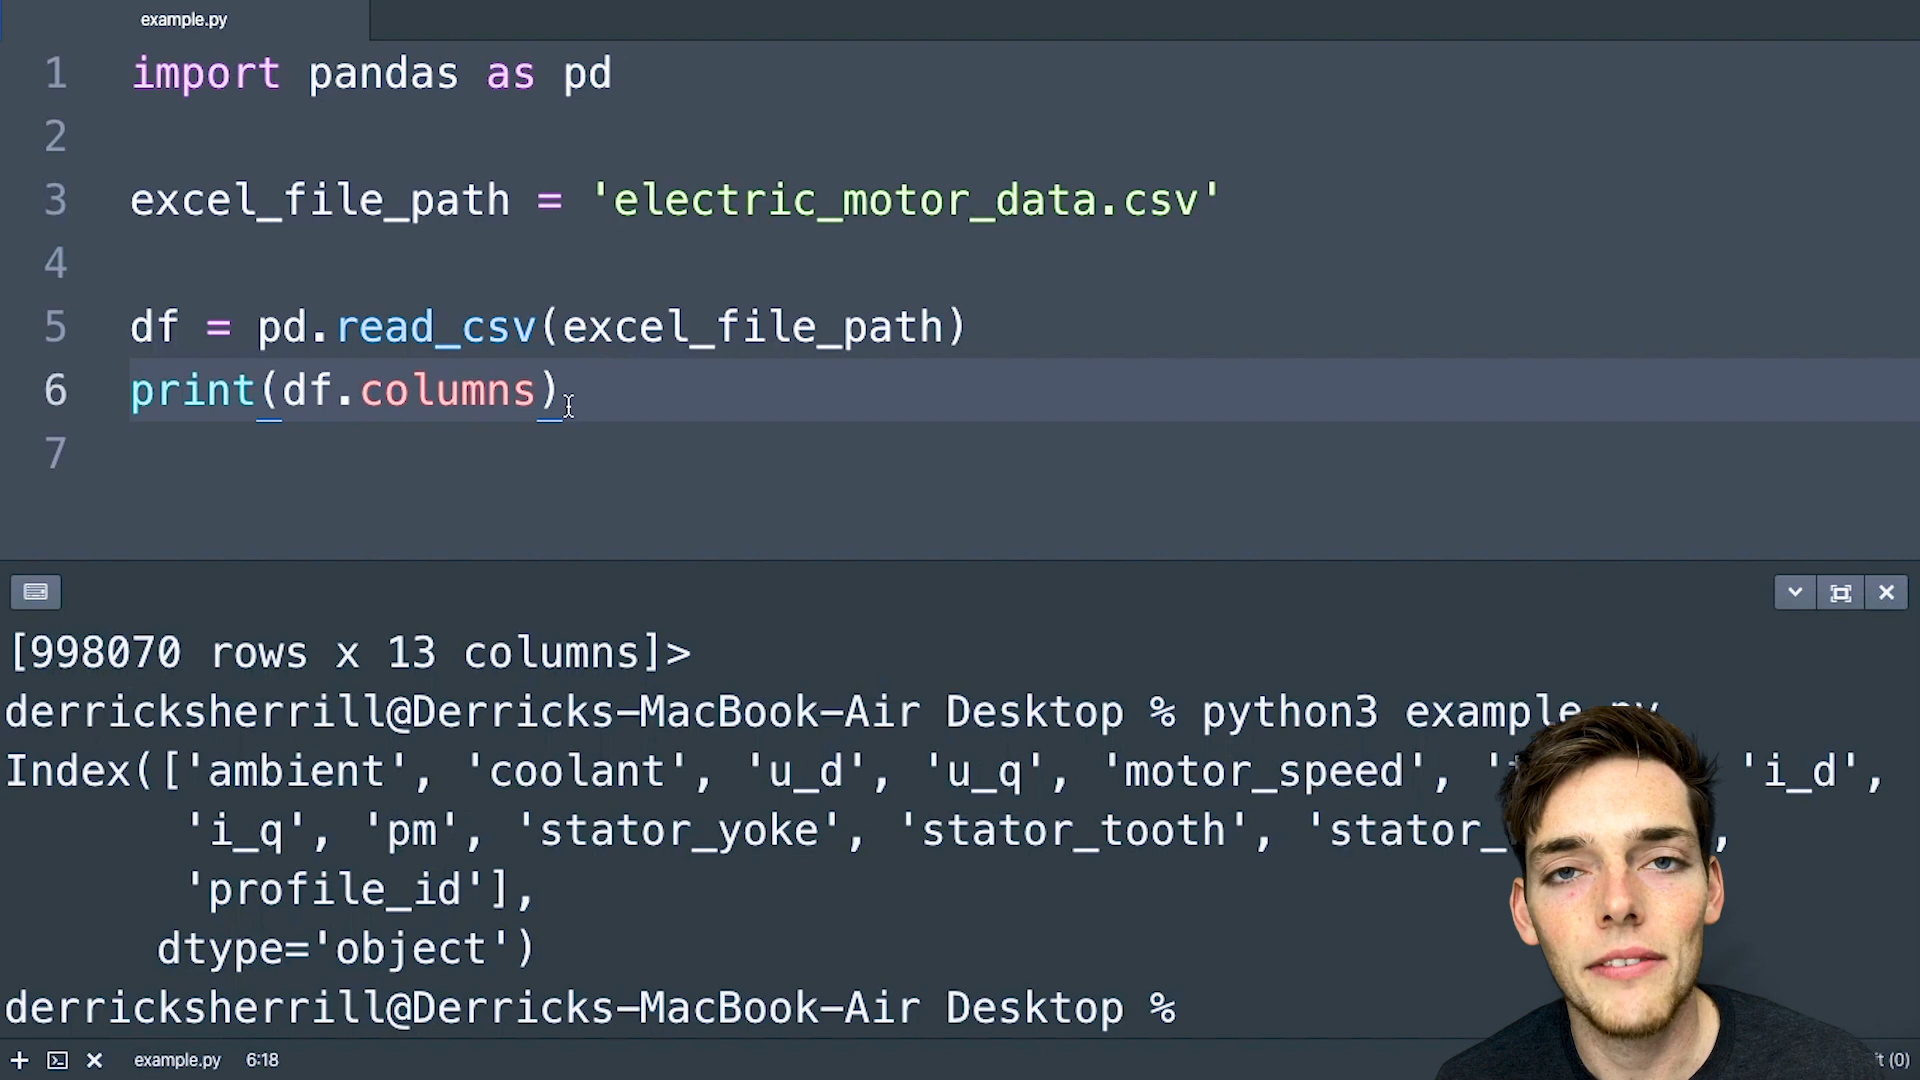 example.py
1 import pandas as pd
2
3 excel_file_path = 'electric_motor_data.csv'
4
5 df = pd.read_csv(excel_file_path)
6 print(df.columns)
7
[998070 rows x 13 columns]>
derricksherrill@Derricks-MacBook-Air Desktop % python3 example.py
Index(['ambient', 'coolant', 'u_d', 'u_q', 'motor_speed', 'i_d',
'i_q', 'pm', 'stator_yoke', 'stator_tooth', 'stator_
'profile_id'],
dtype='object')
derricksherrill@Derricks-MacBook-Air Desktop %
example.py 6:18 (0)